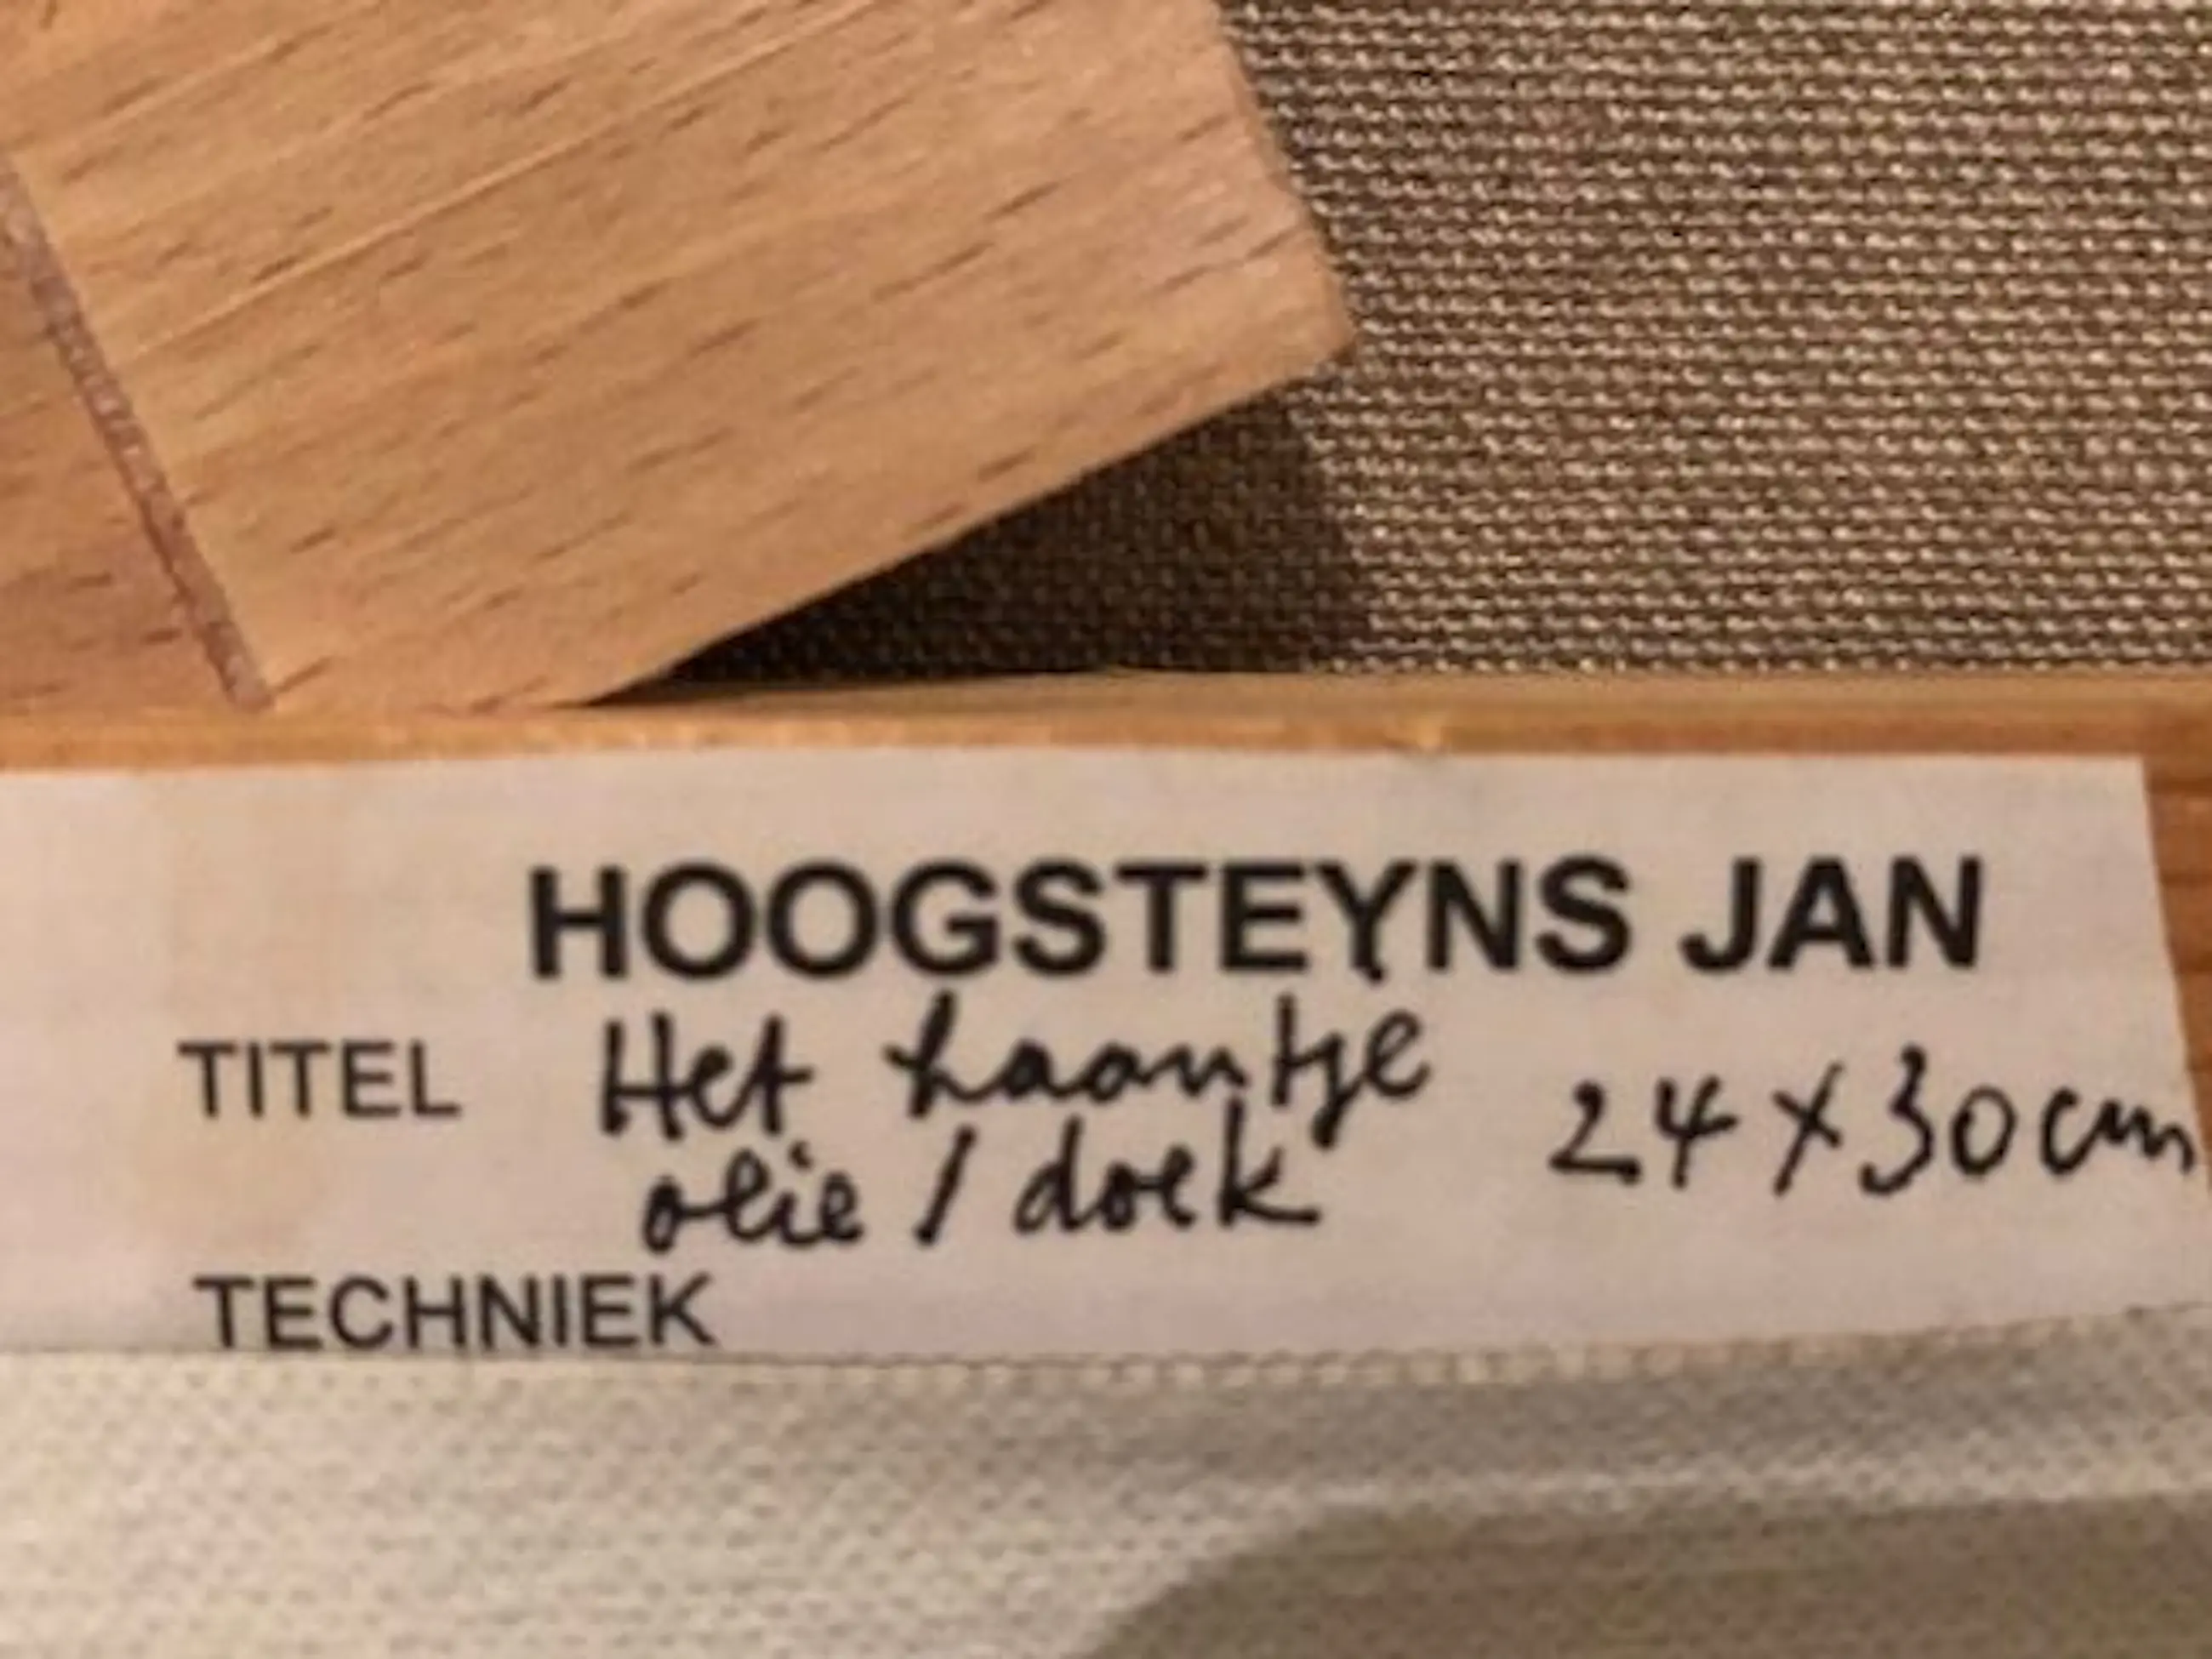 HOOGSTEYNS JAN
TITEL Het haantje 24 x 30 cm
olie / doek
TECHNIEK